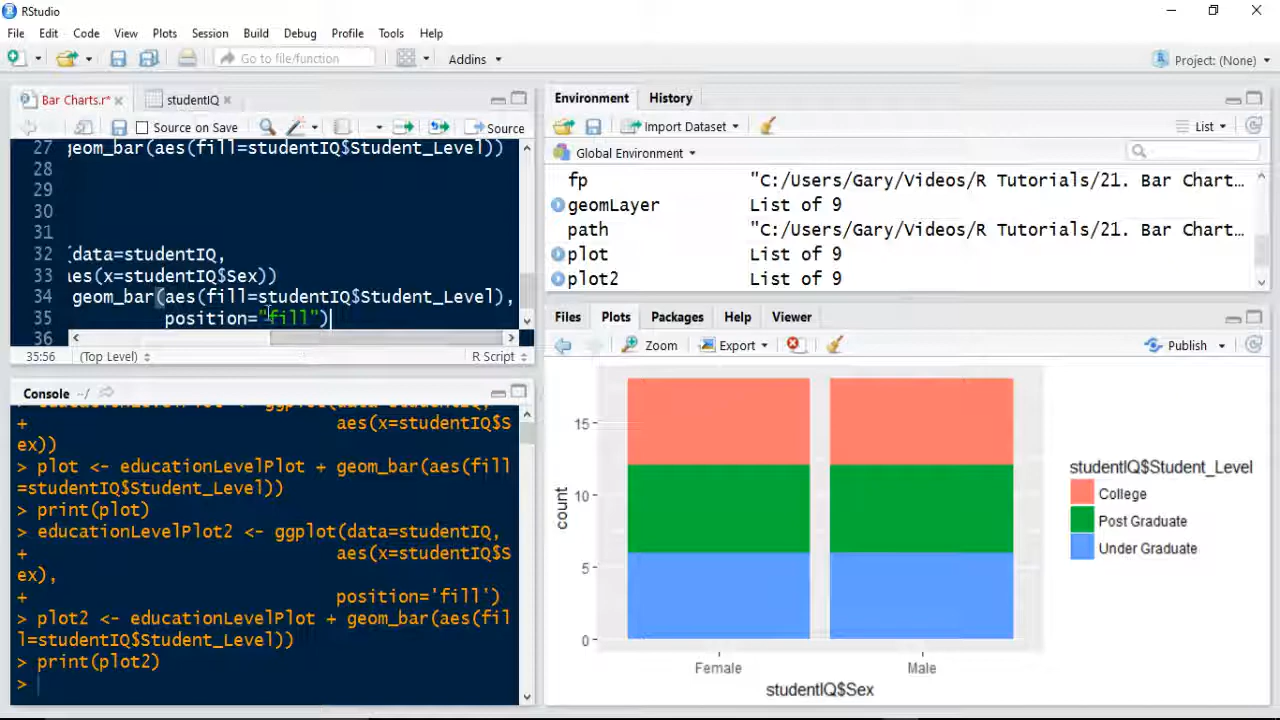 RStudio
File Edit Code View Plots Session Build Debug Profile Tools Help
Go to file/function Addins Project: (None)
Bar Charts.r* studentIQ
Source on Save Source
27 geom_bar(aes(fill=studentIQ$Student_Level))
28
29
30
31
32 (data=studentIQ,
33 aes(x=studentIQ$Sex))
34 geom_bar(aes(fill=studentIQ$Student_Level),
35 position="fill")
36
35:56 (Top Level) R Script
Console ~/
+ aes(x=studentIQ$S
ex))
> plot <- educationLevelPlot + geom_bar(aes(fill
=studentIQ$Student_Level))
> print(plot)
> educationLevelPlot2 <- ggplot(data=studentIQ,
+ aes(x=studentIQ$S
ex),
+ position='fill')
> plot2 <- educationLevelPlot + geom_bar(aes(fil
l=studentIQ$Student_Level))
> print(plot2)
>
Environment History
Import Dataset List
Global Environment
fp "C:/Users/Gary/Videos/R Tutorials/21. Bar Chart…
geomLayer List of 9
path "C:/Users/Gary/Videos/R Tutorials/21. Bar Chart…
plot List of 9
plot2 List of 9
Files Plots Packages Help Viewer
Zoom Export Publish
count
15
10
5
0
Female Male
studentIQ$Sex
studentIQ$Student_Level
College
Post Graduate
Under Graduate